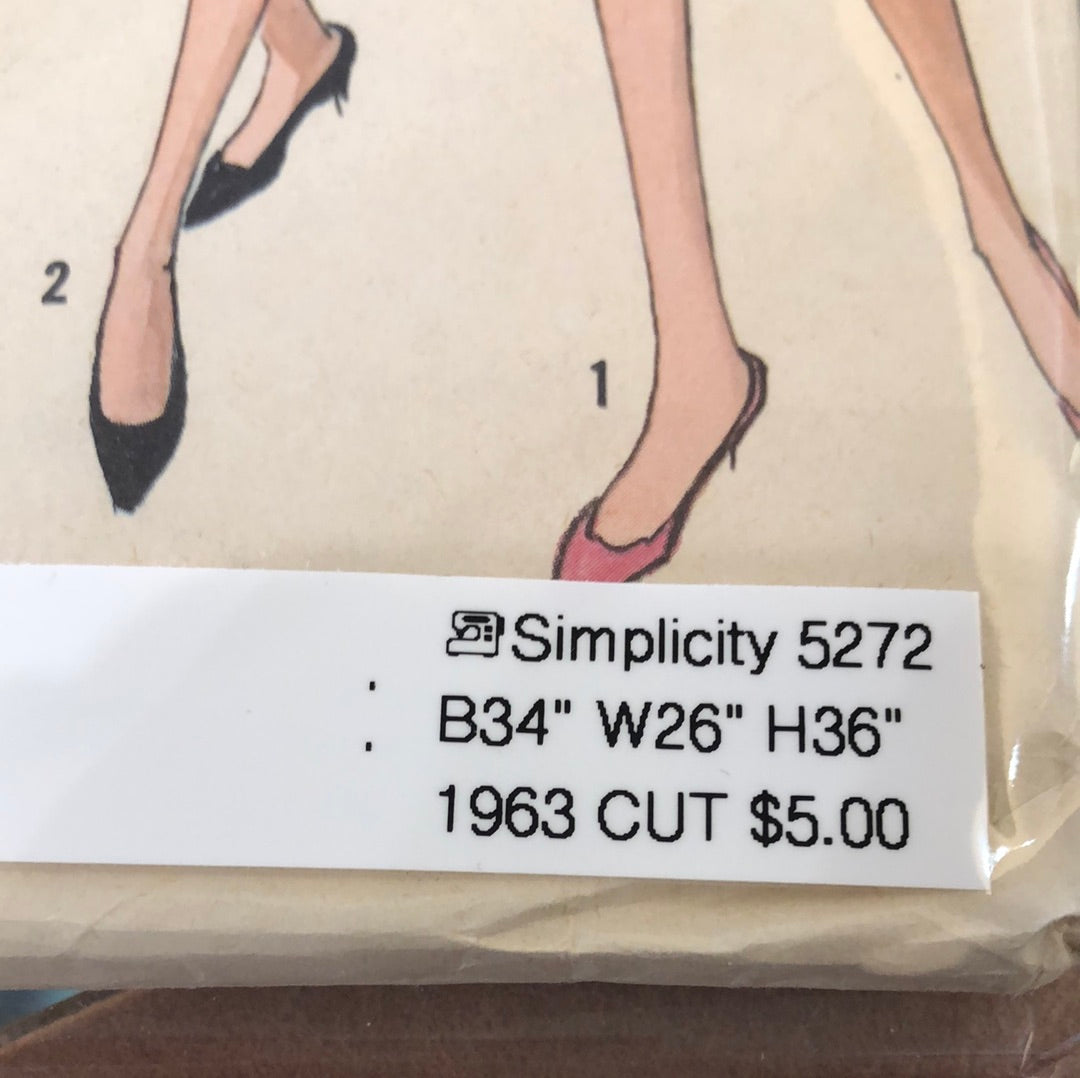 2
1
Simplicity 5272
B34" W26" H36"
1963 CUT $5.00